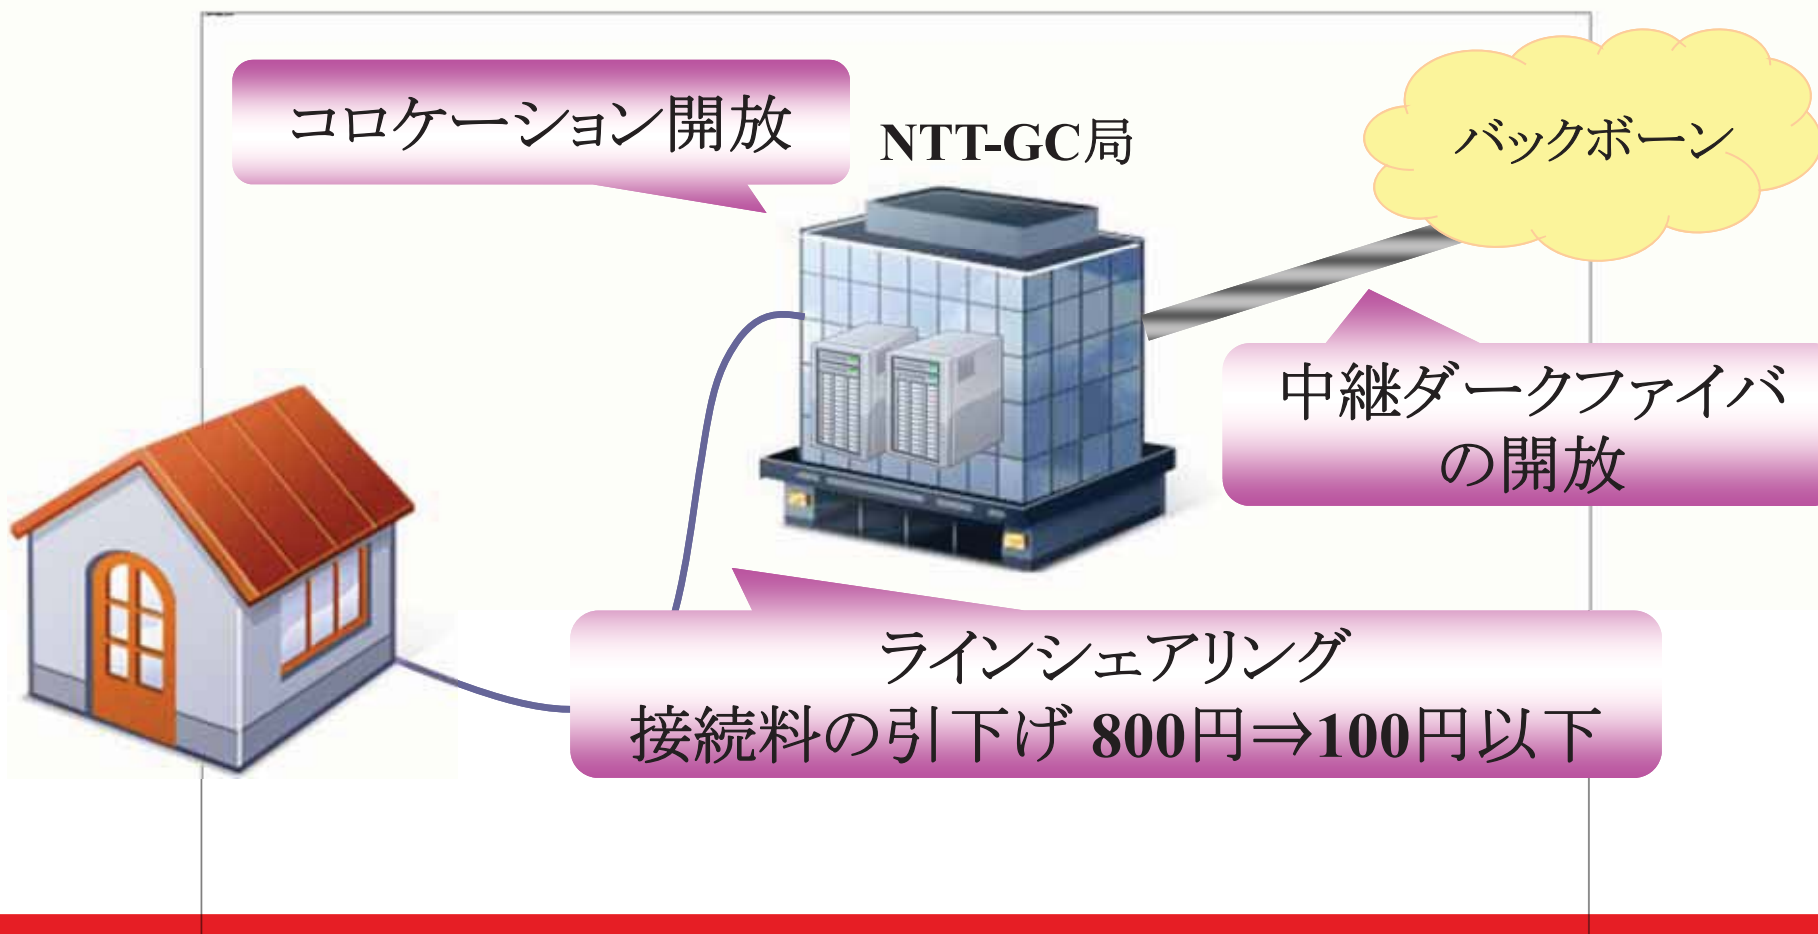 コロケーション開放
NTT-GC局
バックボーン
中継ダークファイバ
の開放
ラインシェアリング
接続料の引下げ 800円⇒100円以下